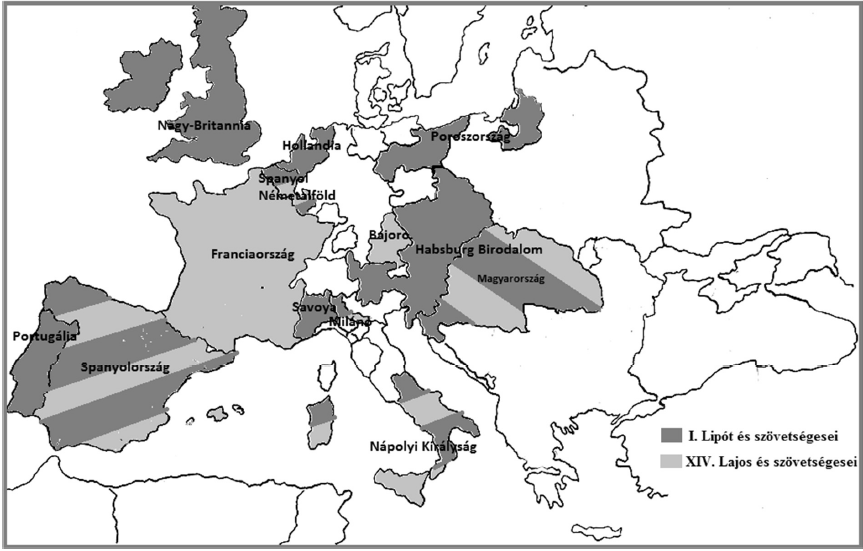 Nagy-Britannia
Hollandia
Poroszország
Spanyol
Németalföld
Bajoro.
Franciaország
Habsburg Birodalom
Magyarország
Savoya
Milánó
Portugália
Spanyolország
Nápolyi Királyság
I. Lipót és szövetségesei
XIV. Lajos és szövetségesei